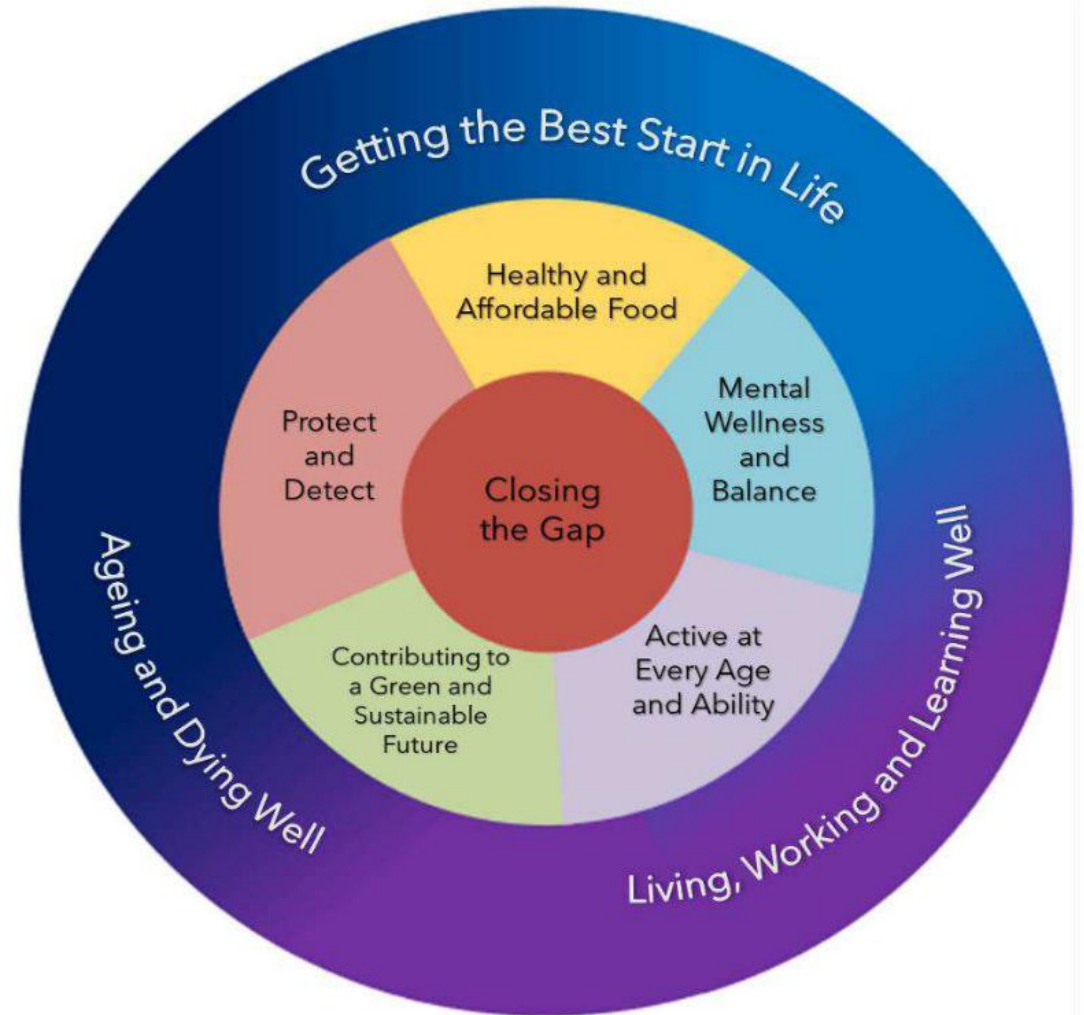 Getting the Best Start in Life
Healthy and
Affordable Food
Mental
Wellness
and
Balance
Protect
and
Detect
Closing
the Gap
Active at
Every Age
and Ability
Contributing to
a Green and
Sustainable
Future
Living, Working and Learning Well
Ageing and Dying Well